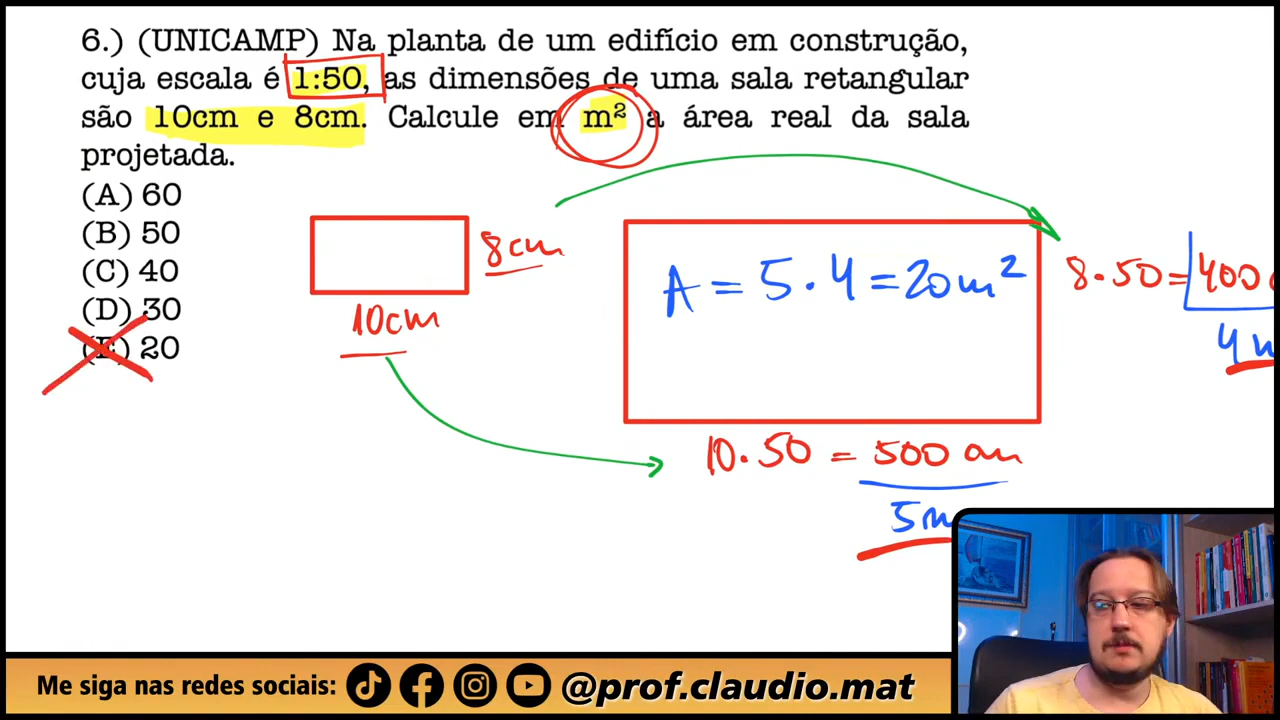 6.) (UNICAMP) Na planta de um edifício em construção,
cuja escala é 1:50, as dimensões de uma sala retangular
são 10cm e 8cm. Calcule em m² a área real da sala
projetada.
(A) 60
(B) 50
(C) 40
(D) 30
(E) 20
8cm
10cm
A = 5 · 4 = 20m²
8·50= 400
4
10·50 = 500 cm
5m
Me siga nas redes sociais: @prof.claudio.mat